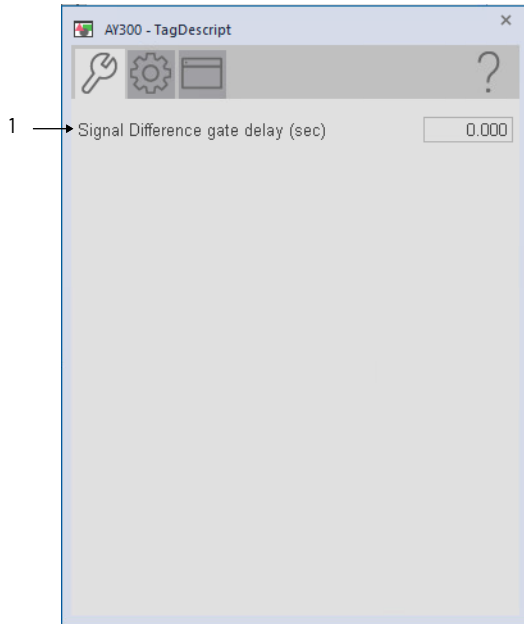 AY300 - TagDescript
?
1
Signal Difference gate delay (sec) 0.000